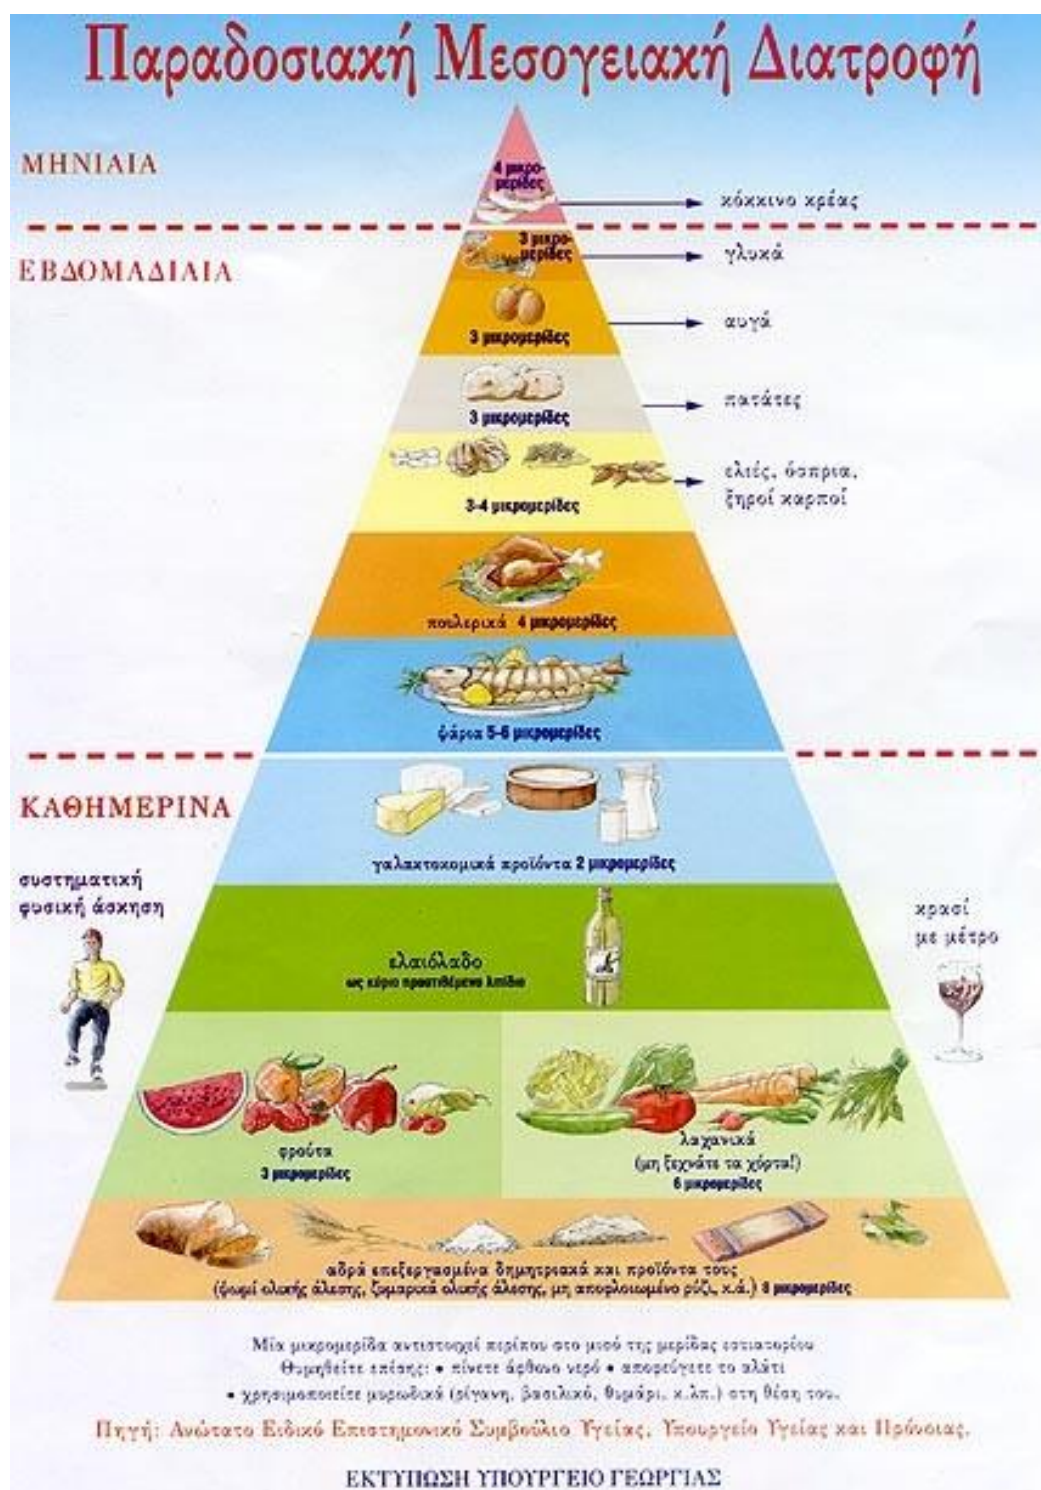 Παραδοσιακή Μεσογειακή Διατροφή
ΜΗΝΙΑΙΑ
4 μικρο-
μερίδες
κόκκινο κρέας
ΕΒΔΟΜΑΔΙΑΙΑ
3 μικρο-
μερίδες
γλυκά
αυγά
3 μικρομερίδες
πατάτες
3 μικρομερίδες
ελιές, όσπρια,
ξηροί καρποί
3-4 μικρομερίδες
πουλερικά 4 μικρομερίδες
ψάρια 5-6 μικρομερίδες
ΚΑΘΗΜΕΡΙΝΑ
γαλακτοκομικά προϊόντα 2 μικρομερίδες
συστηματική
φυσική άσκηση
κρασί
με μέτρο
ελαιόλαδο
ως κύριο προστιθέμενο λιπίδιο
φρούτα
3 μικρομερίδες
λαχανικά
(μη ξεχνάτε τα χόρτα!)
6 μικρομερίδες
αδρά επεξεργασμένα δημητριακά και προϊόντα τους
(ψωμί ολικής άλεσης, ζυμαρικά ολικής άλεσης, μη αποφλοιωμένο ρύζι, κ.ά.) 8 μικρομερίδες
Μία μικρομερίδα αντιστοιχεί περίπου στο μισό της μερίδας εστιατορίου
Θυμηθείτε επίσης: • πίνετε άφθονο νερό • αποφεύγετε το αλάτι
• χρησιμοποιείτε μυρωδικά (ρίγανη, βασιλικό, θυμάρι, κ.λπ.) στη θέση του.
Πηγή: Ανώτατο Ειδικό Επιστημονικό Συμβούλιο Υγείας, Υπουργείο Υγείας και Πρόνοιας.
ΕΚΤΥΠΩΣΗ ΥΠΟΥΡΓΕΙΟ ΓΕΩΡΓΙΑΣ